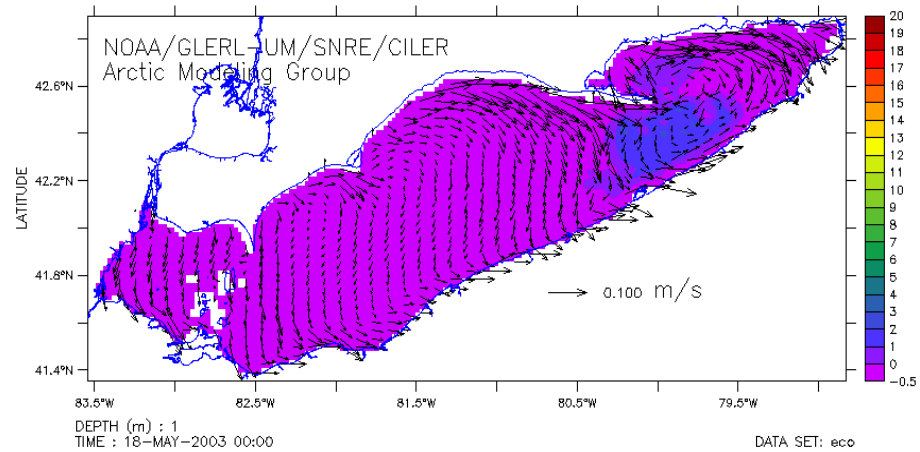 NOAA/GLERL-UM/SNRE/CILER
Arctic Modeling Group
LATITUDE
42.6°N
42.2°N
41.8°N
41.4°N
0.100 m/s
83.5°W
82.5°W
81.5°W
80.5°W
79.5°W
20
19
18
17
16
15
14
13
12
11
10
9
8
7
6
5
4
3
2
1
0
-0.5
DEPTH (m) : 1
TIME : 18-MAY-2003 00:00
DATA SET: eco